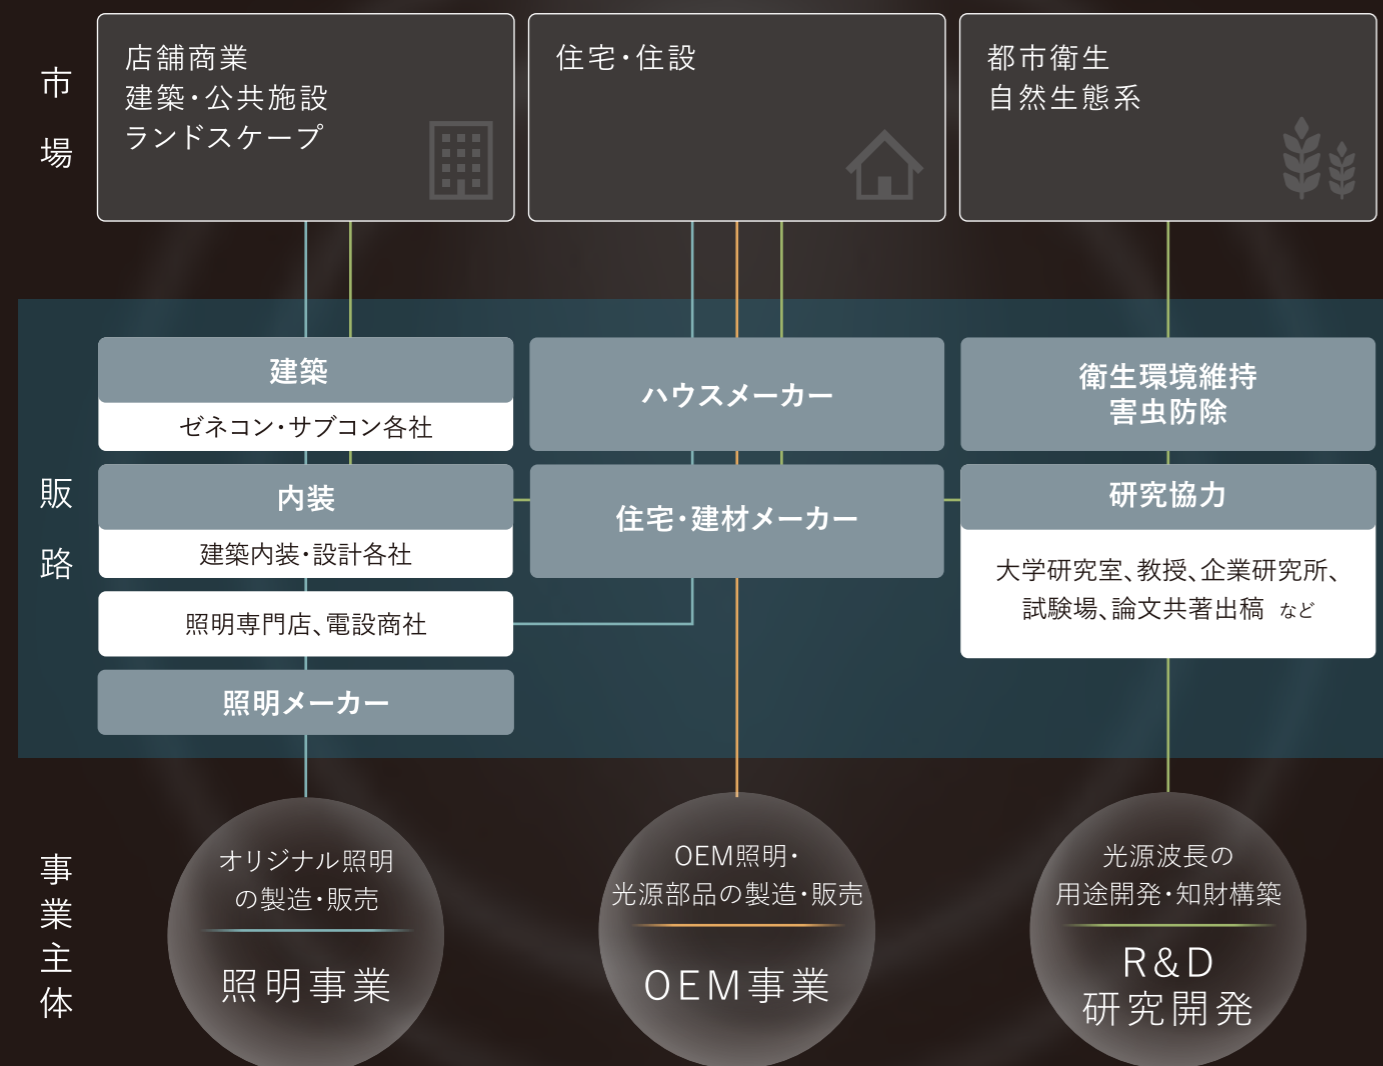 市場
店舗商業
建築・公共施設
ランドスケープ
住宅・住設
都市衛生
自然生態系
販路
建築
ゼネコン・サブコン各社
内装
建築内装・設計各社
照明専門店、電設商社
照明メーカー
ハウスメーカー
住宅・建材メーカー
衛生環境維持
害虫防除
研究協力
大学研究室、教授、企業研究所、
試験場、論文共著出稿 など
事業主体
オリジナル照明
の製造・販売
照明事業
OEM照明・
光源部品の製造・販売
OEM事業
光源波長の
用途開発・知財構築
R&D
研究開発